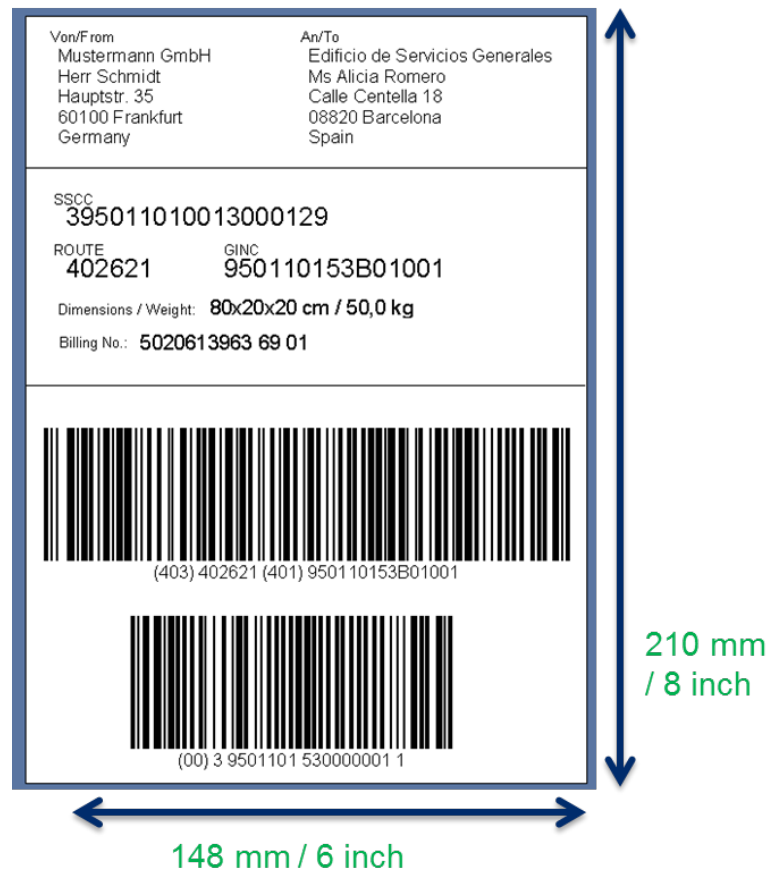 Von/From
Mustermann GmbH
Herr Schmidt
Hauptstr. 35
60100 Frankfurt
Germany
An/To
Edificio de Servicios Generales
Ms Alicia Romero
Calle Centella 18
08820 Barcelona
Spain
SSCC
395011010013000129
ROUTE
402621
GINC
950110153B01001
Dimensions / Weight: 80x20x20 cm / 50,0 kg
Billing No.: 5020613963 69 01
(403) 402621 (401) 950110153B01001
(00) 3 9501101 530000001 1
210 mm
/ 8 inch
148 mm / 6 inch